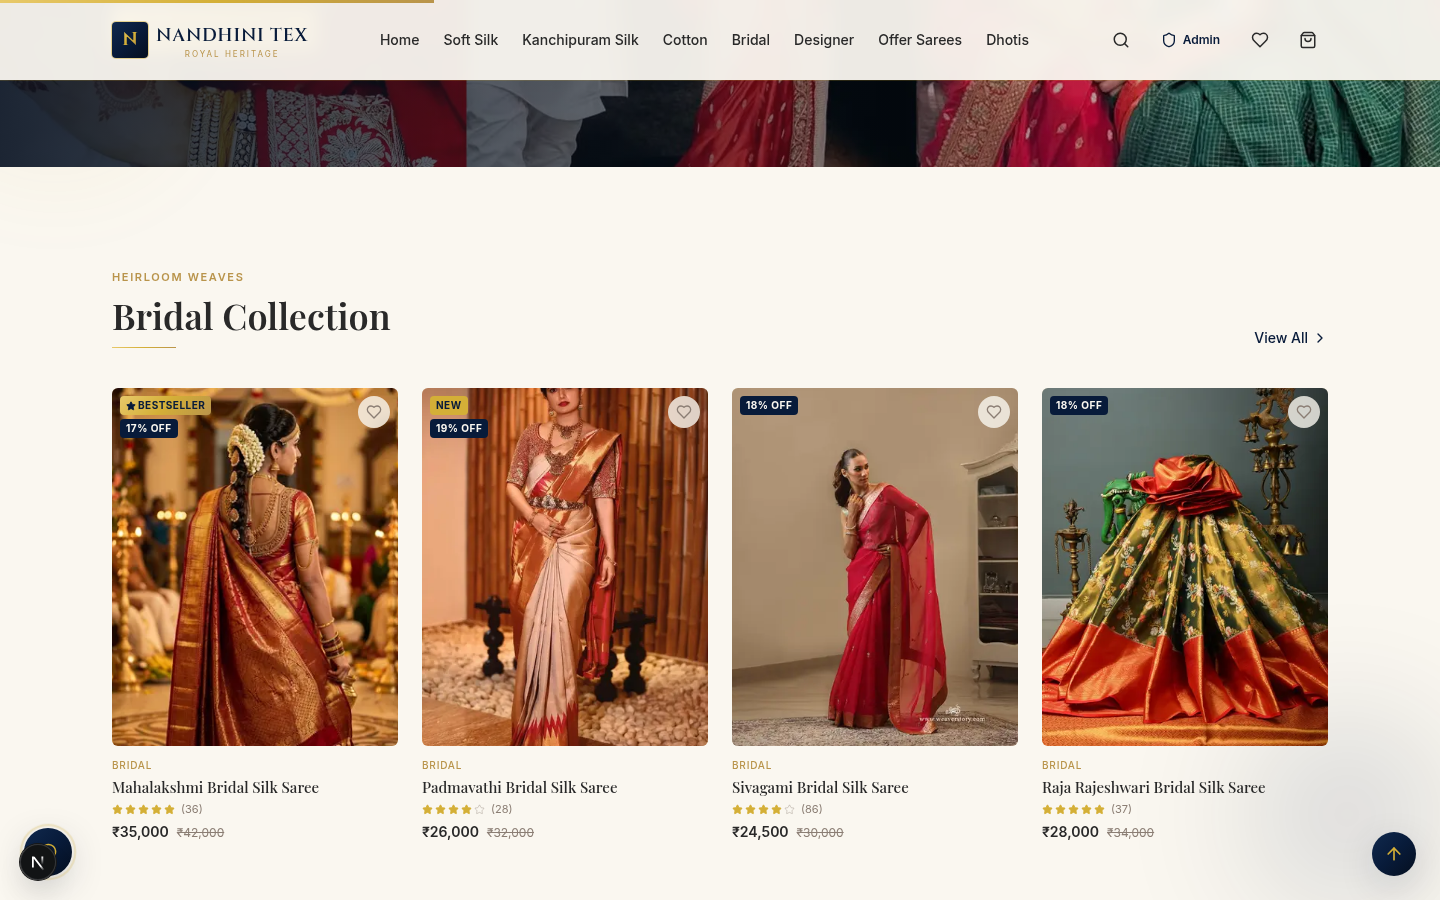 N NANDHINI TEX
ROYAL HERITAGE
Home Soft Silk Kanchipuram Silk Cotton Bridal Designer Offer Sarees Dhotis Admin
HEIRLOOM WEAVES
Bridal Collection
View All
BESTSELLER
17% OFF
NEW
19% OFF
18% OFF
18% OFF
www.weaverstory.com
BRIDAL
Mahalakshmi Bridal Silk Saree
(36)
₹35,000 ₹42,000
BRIDAL
Padmavathi Bridal Silk Saree
(28)
₹26,000 ₹32,000
BRIDAL
Sivagami Bridal Silk Saree
(86)
₹24,500 ₹30,000
BRIDAL
Raja Rajeshwari Bridal Silk Saree
(37)
₹28,000 ₹34,000
N